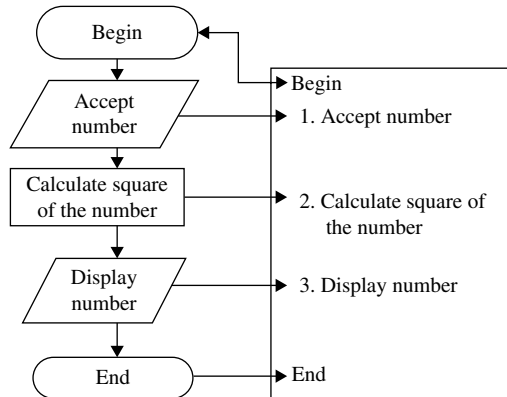 Begin
Accept
number
Calculate square
of the number
Display
number
End
Begin
1. Accept number
2. Calculate square of
the number
3. Display number
End